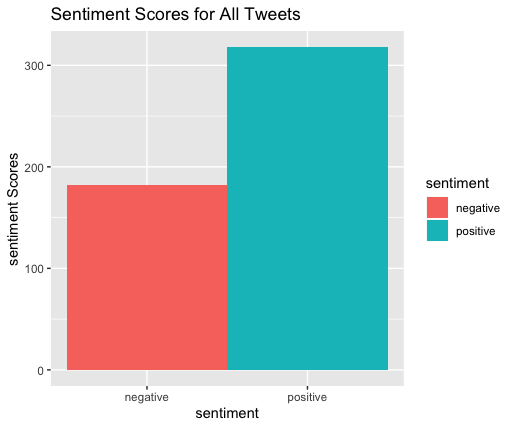 Sentiment Scores for All Tweets
sentiment Scores
300
200
100
0
negative
positive
sentiment
sentiment
negative
positive